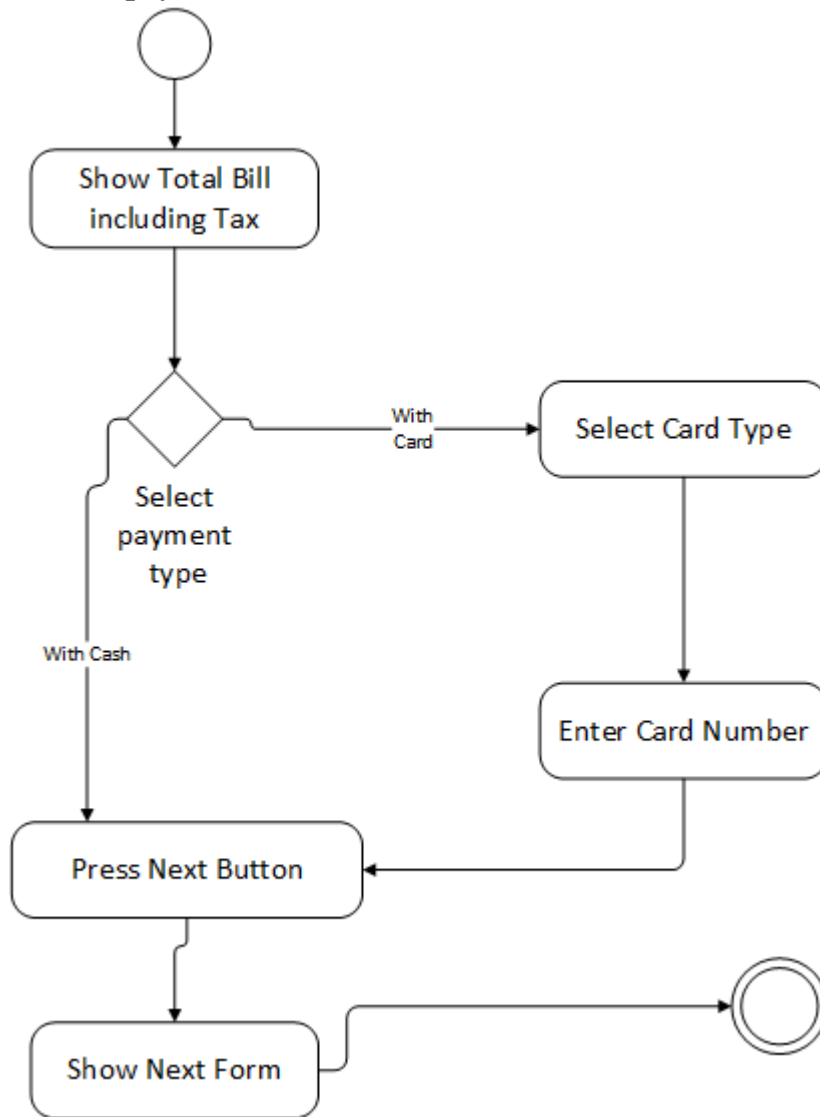 Show Total Bill
including Tax
With
Card
Select Card Type
Select
payment
type
With Cash
Enter Card Number
Press Next Button
Show Next Form